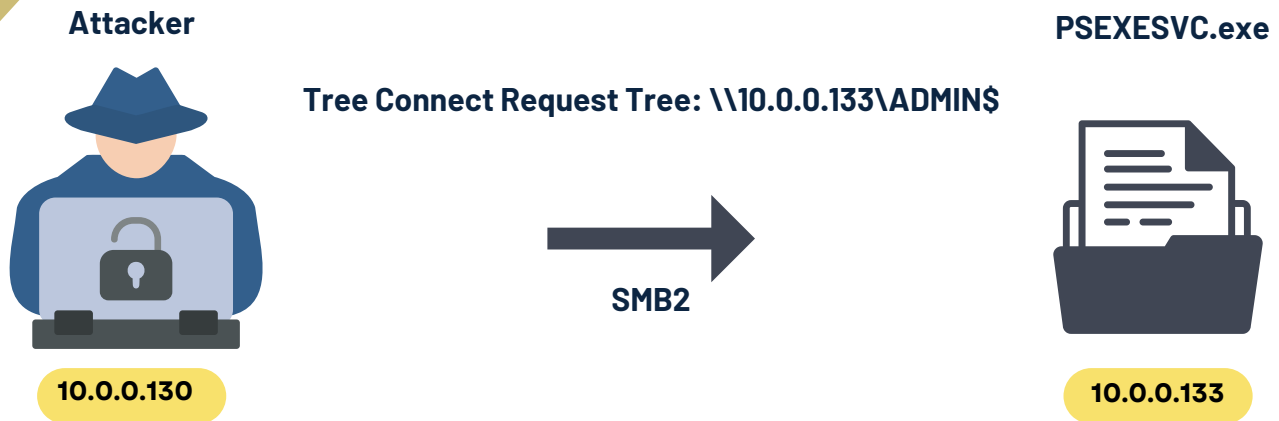 Attacker
PSEXESVC.exe
Tree Connect Request Tree: \\10.0.0.133\ADMIN$
SMB2
10.0.0.130
10.0.0.133